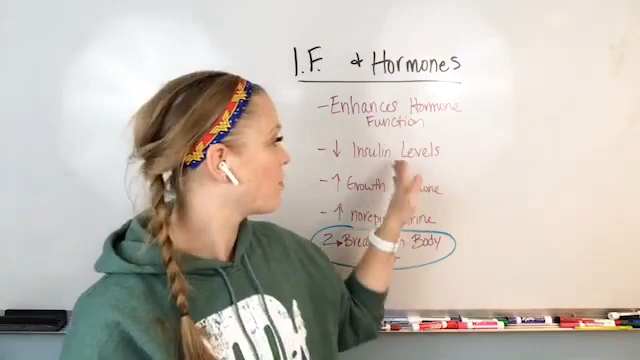 I.F. & Hormones
- Enhances Hormone
Function
- ↓ Insulin Levels
- ↑ Growth
- ↑
Body